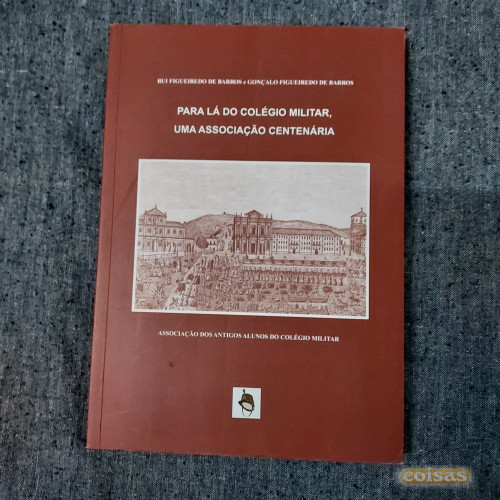 RUI FIGUEIREDO DE BARROS e GONÇALO FIGUEIREDO DE BARROS
PARA LÁ DO COLÉGIO MILITAR,
UMA ASSOCIAÇÃO CENTENÁRIA
ASSOCIAÇÃO DOS ANTIGOS ALUNOS DO COLÉGIO MILITAR
coisas